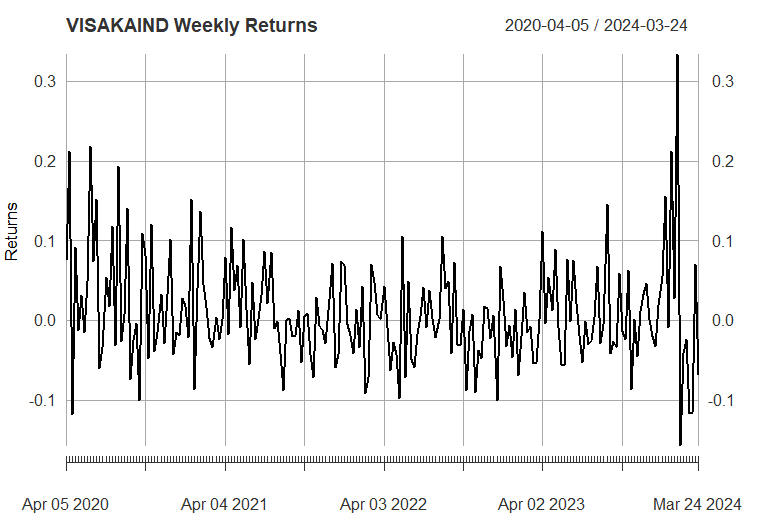 VISAKAIND Weekly Returns 2020-04-05 / 2024-03-24
0.3 0.3
0.2 0.2
0.1 0.1
0.0 0.0
-0.1 -0.1
Returns
Apr 05 2020 Apr 04 2021 Apr 03 2022 Apr 02 2023 Mar 24 2024